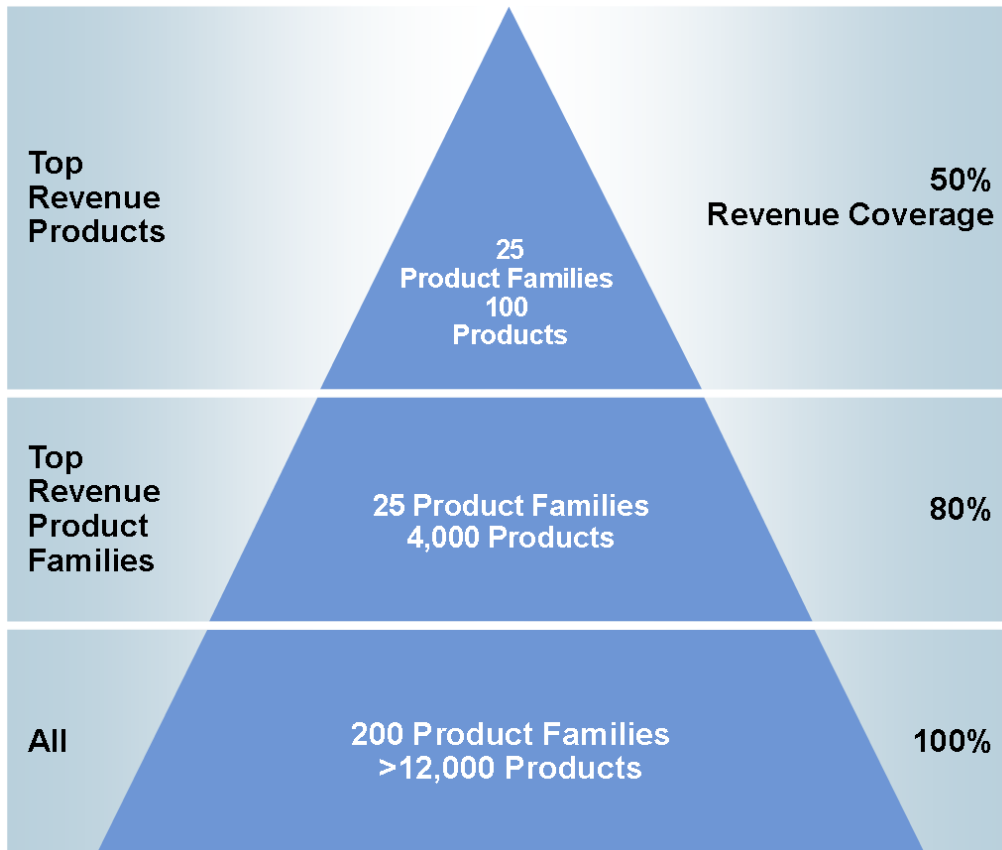 Top
Revenue
Products
25
Product Families
100
Products
50%
Revenue Coverage
Top
Revenue
Product
Families
25 Product Families
4,000 Products
80%
All
200 Product Families
>12,000 Products
100%